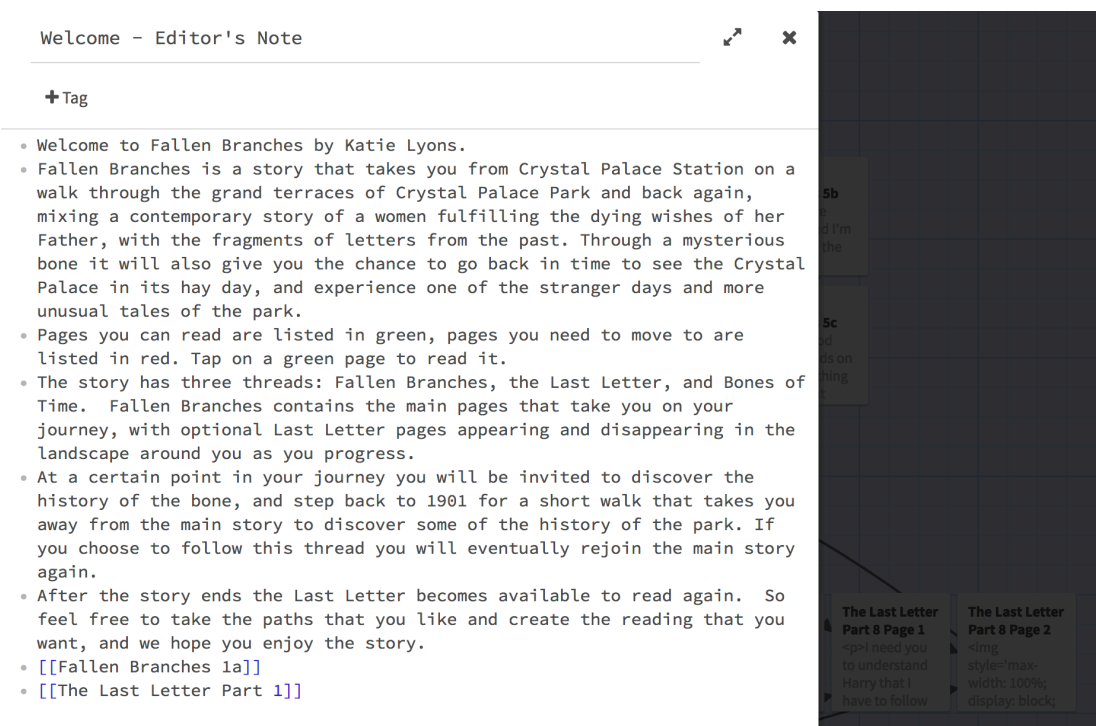 Welcome - Editor's Note
+ Tag
Welcome to Fallen Branches by Katie Lyons.
Fallen Branches is a story that takes you from Crystal Palace Station on a
walk through the grand terraces of Crystal Palace Park and back again,
mixing a contemporary story of a women fulfilling the dying wishes of her
Father, with the fragments of letters from the past. Through a mysterious
bone it will also give you the chance to go back in time to see the Crystal
Palace in its hay day, and experience one of the stranger days and more
unusual tales of the park.
Pages you can read are listed in green, pages you need to move to are
listed in red. Tap on a green page to read it.
The story has three threads: Fallen Branches, the Last Letter, and Bones of
Time.  Fallen Branches contains the main pages that take you on your
journey, with optional Last Letter pages appearing and disappearing in the
landscape around you as you progress.
At a certain point in your journey you will be invited to discover the
history of the bone, and step back to 1901 for a short walk that takes you
away from the main story to discover some of the history of the park. If
you choose to follow this thread you will eventually rejoin the main story
again.
After the story ends the Last Letter becomes available to read again.  So
feel free to take the paths that you like and create the reading that you
want, and we hope you enjoy the story.
[[Fallen Branches 1a]]
[[The Last Letter Part 1]]
5b
d I'm
the
5c
ds on
hing
The Last Letter
Part 8 Page 1
<p>I need you
to understand
Harry that I
have to follow
The Last Letter
Part 8 Page 2
<img
style='max-
width: 100%;
display: block;